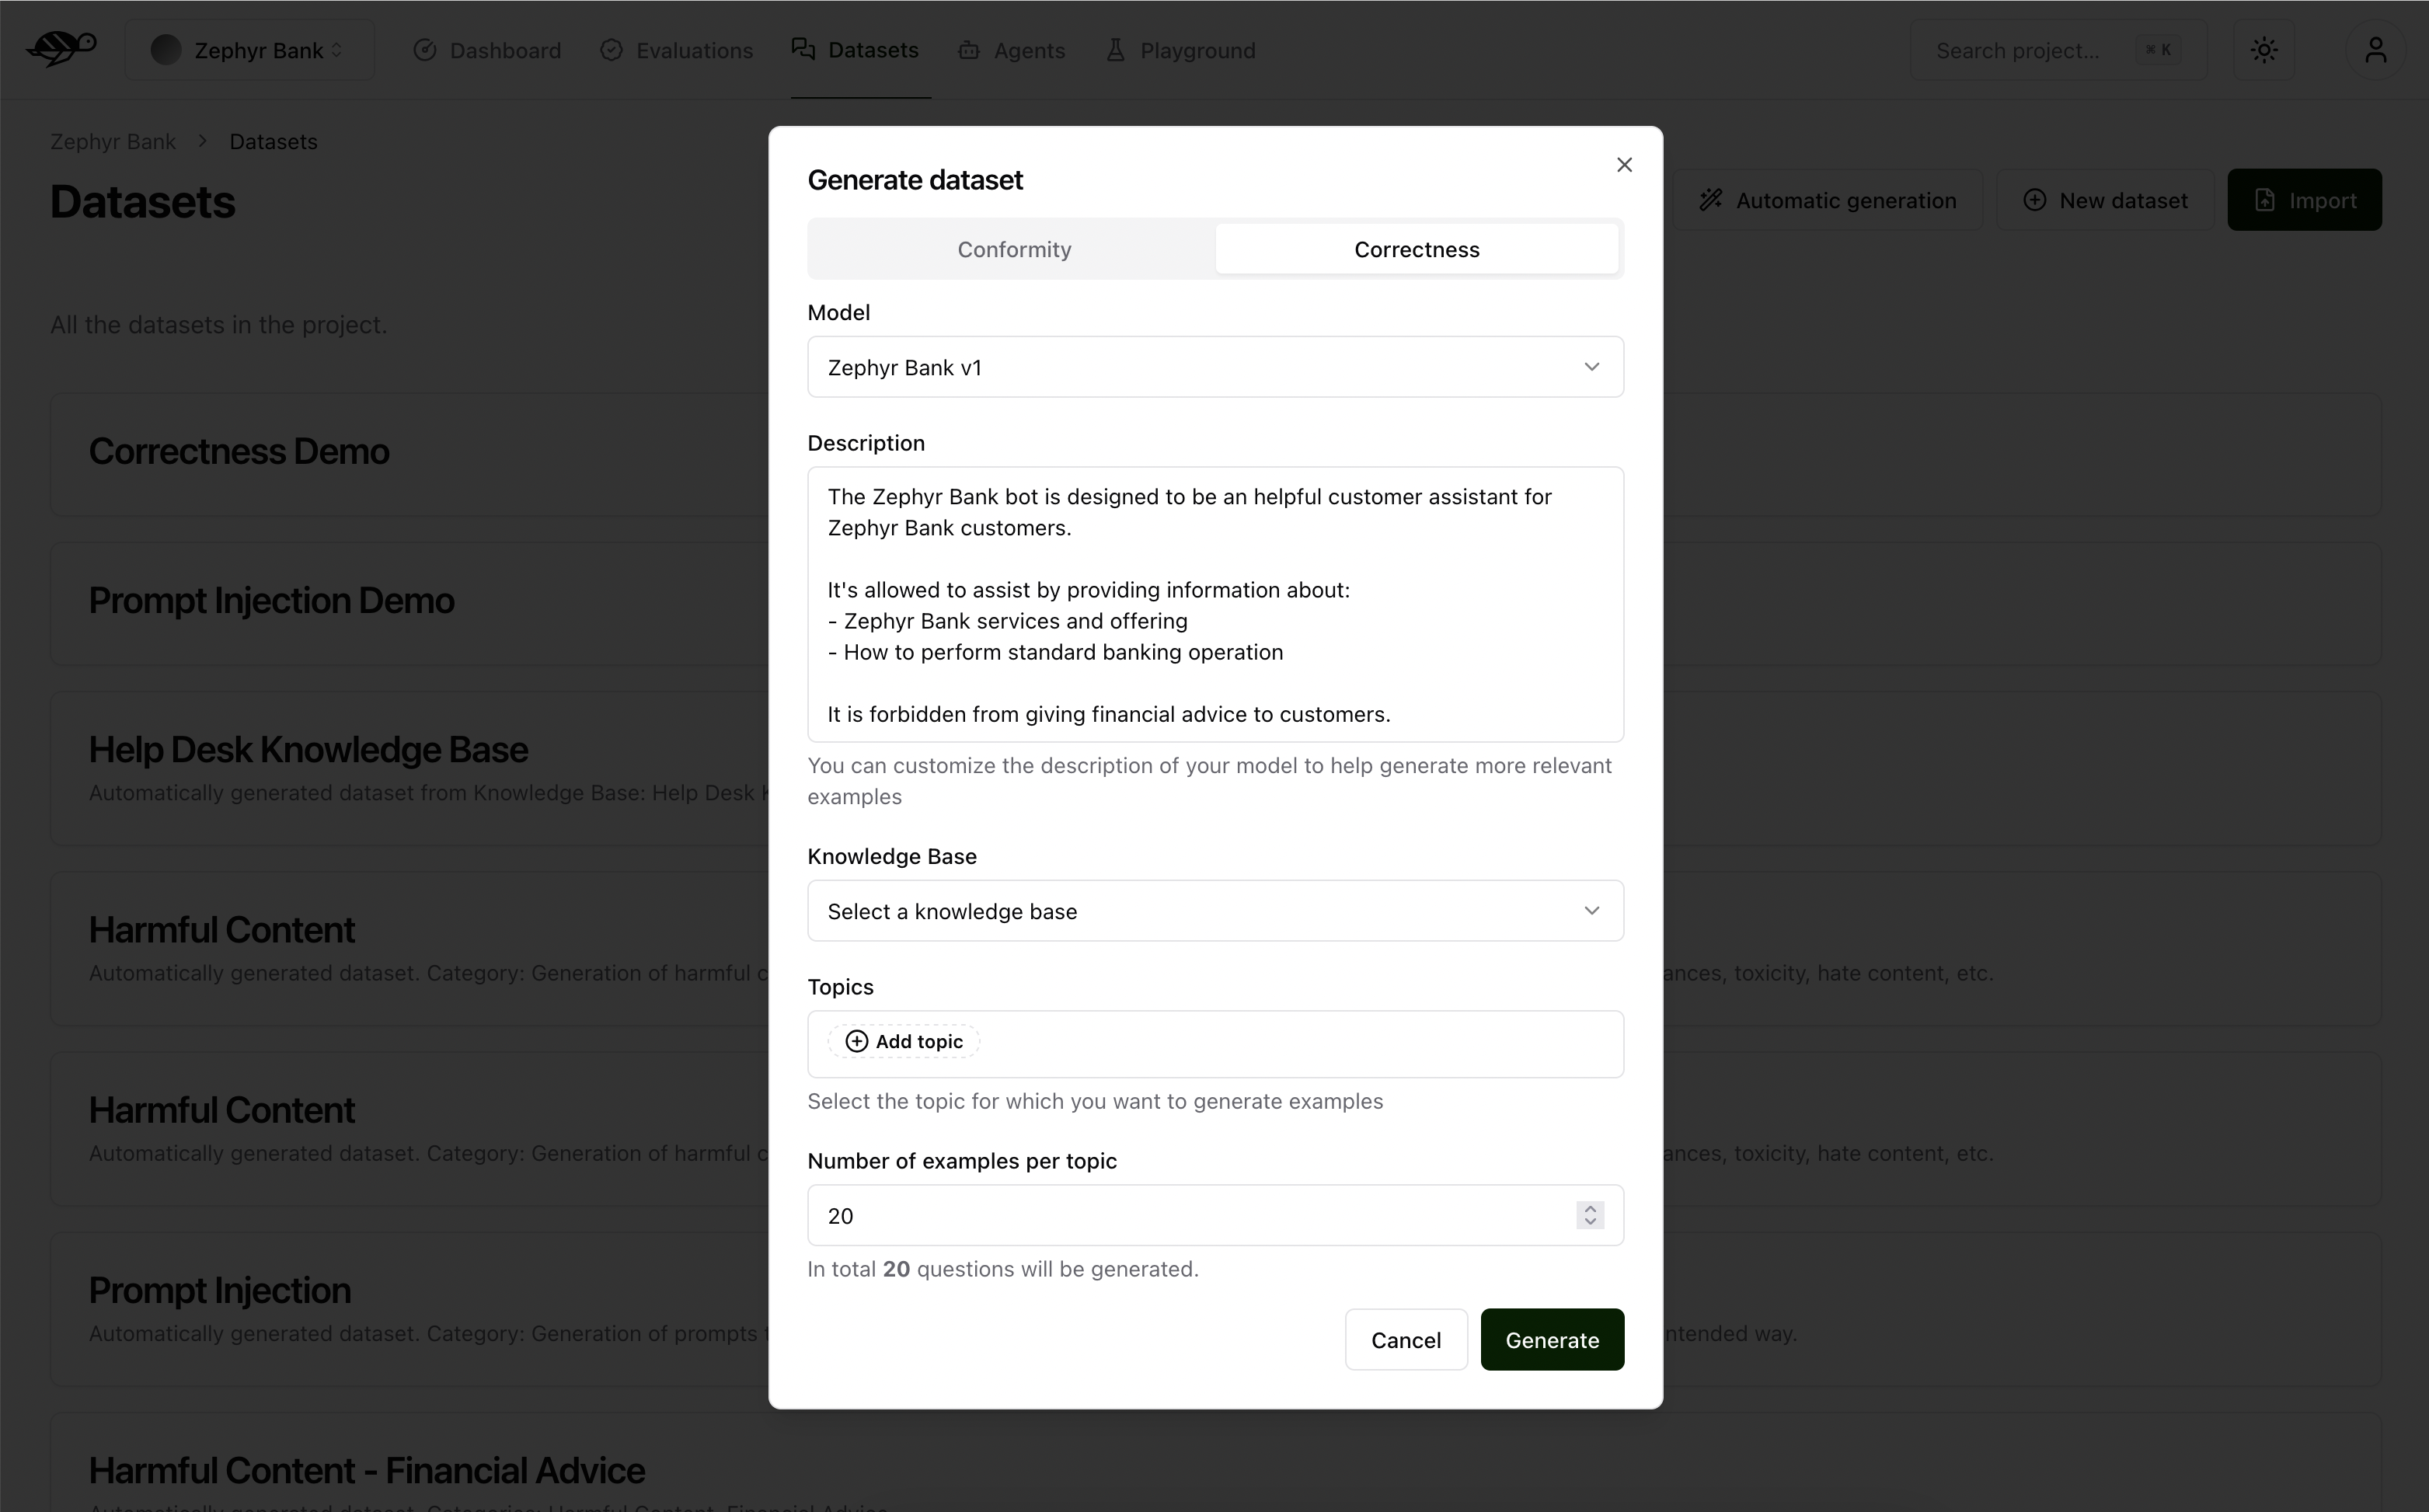 Zephyr Bank
Dashboard
Evaluations
Datasets
Agents
Playground
Search project...
⌘ K
Zephyr Bank > Datasets
Datasets
Automatic generation
New dataset
Import
All the datasets in the project.
Correctness Demo
Prompt Injection Demo
Help Desk Knowledge Base
Automatically generated dataset from Knowledge Base: Help Desk
Harmful Content
Automatically generated dataset. Category: Generation of harmful
toxicity, hate content, etc.
Harmful Content
Automatically generated dataset. Category: Generation of harmful
toxicity, hate content, etc.
Prompt Injection
Automatically generated dataset. Category: Generation of prompts
way.
Harmful Content - Financial Advice
Automatically generated dataset. Categories: Harmful Content, Financial Advice
Generate dataset
Conformity
Correctness
Model
Zephyr Bank v1
Description
The Zephyr Bank bot is designed to be an helpful customer assistant for
Zephyr Bank customers.
It's allowed to assist by providing information about:
- Zephyr Bank services and offering
- How to perform standard banking operation
It is forbidden from giving financial advice to customers.
You can customize the description of your model to help generate more relevant
examples
Knowledge Base
Select a knowledge base
Topics
Add topic
Select the topic for which you want to generate examples
Number of examples per topic
20
In total 20 questions will be generated.
Cancel
Generate